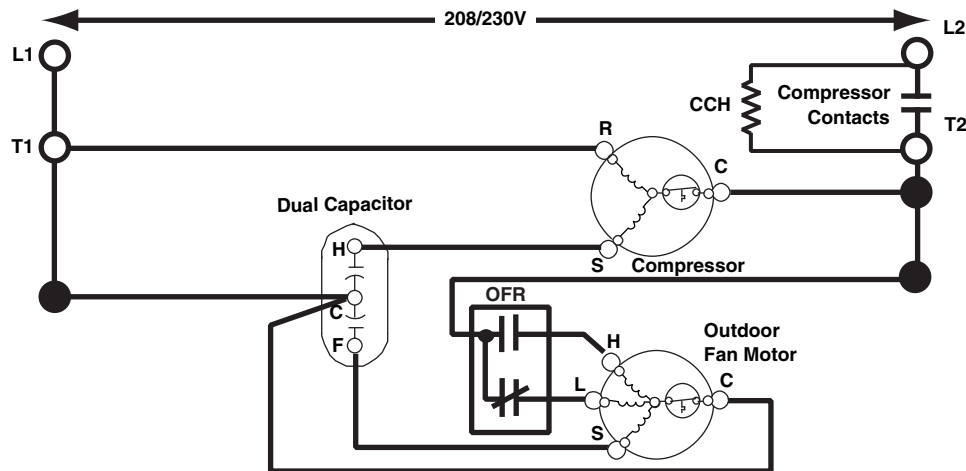 208/230V
L1
L2
CCH
Compressor
Contacts
T1
T2
R
C
Dual Capacitor
H
S
Compressor
C
OFR
F
H
Outdoor
Fan Motor
L
C
S